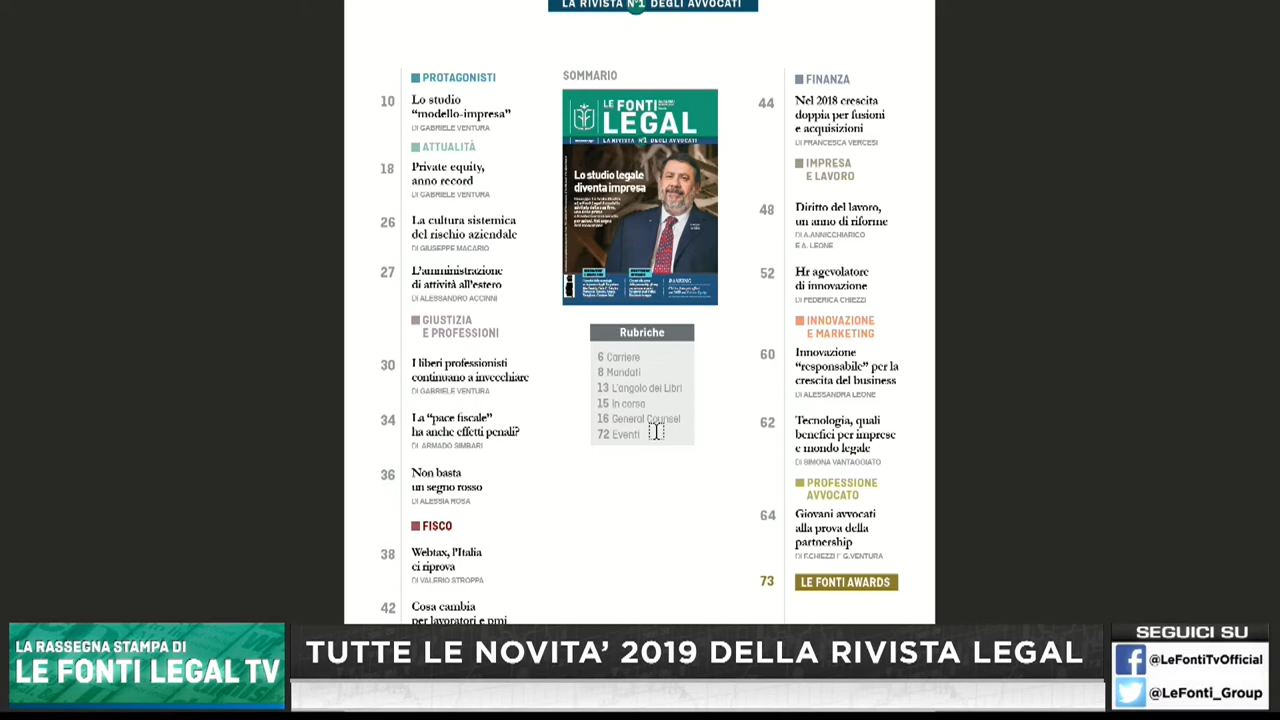 LA RIVISTA N°1 DEGLI AVVOCATI
PROTAGONISTI
10
Lo studio
“modello-impresa”
DI GABRIELE VENTURA
ATTUALITÀ
18
Private equity,
anno record
DI GABRIELE VENTURA
26
La cultura sistemica
del rischio aziendale
DI GIUSEPPE MACARIO
27
L’amministrazione
di attività all’estero
DI ALESSANDRO ACCINNI
GIUSTIZIA
E PROFESSIONI
30
I liberi professionisti
continuano a invecchiare
DI GABRIELE VENTURA
34
La “pace fiscale”
ha anche effetti penali?
DI ARMADO SIMBARI
36
Non basta
un segno rosso
DI ALESSIA ROSA
FISCO
38
Webtax, l'Italia
ci riprova
DI VALERIO STROPPA
42
Cosa cambia
per lavoratori e pmi
SOMMARIO
LE FONTI
LEGAL
LA RIVISTA N°1 DEGLI AVVOCATI
Lo studio legale
diventa impresa
Rubriche
6 Carriere
8 Mandati
13 L'angolo dei Libri
15 In corsa
16 General Counsel
72 Eventi
FINANZA
44
Nel 2018 crescita
doppia per fusioni
e acquisizioni
DI FRANCESCA VERCESI
IMPRESA
E LAVORO
48
Diritto del lavoro,
un anno di riforme
DI A.ANNICCHIARICO
E A. LEONE
52
Hr agevolatore
di innovazione
DI FEDERICA CHIEZZI
INNOVAZIONE
E MARKETING
60
Innovazione
“responsabile” per la
crescita del business
DI ALESSANDRA LEONE
62
Tecnologia, quali
benefici per imprese
e mondo legale
DI SIMONA VANTAGGIATO
PROFESSIONE
AVVOCATO
64
Giovani avvocati
alla prova della
partnership
DI F.CHIEZZI E G.VENTURA
73
LE FONTI AWARDS
LA RASSEGNA STAMPA DI
LE FONTI LEGAL TV
TUTTE LE NOVITA’ 2019 DELLA RIVISTA LEGAL
SEGUICI SU
@LeFontiTvOfficial
@LeFonti_Group